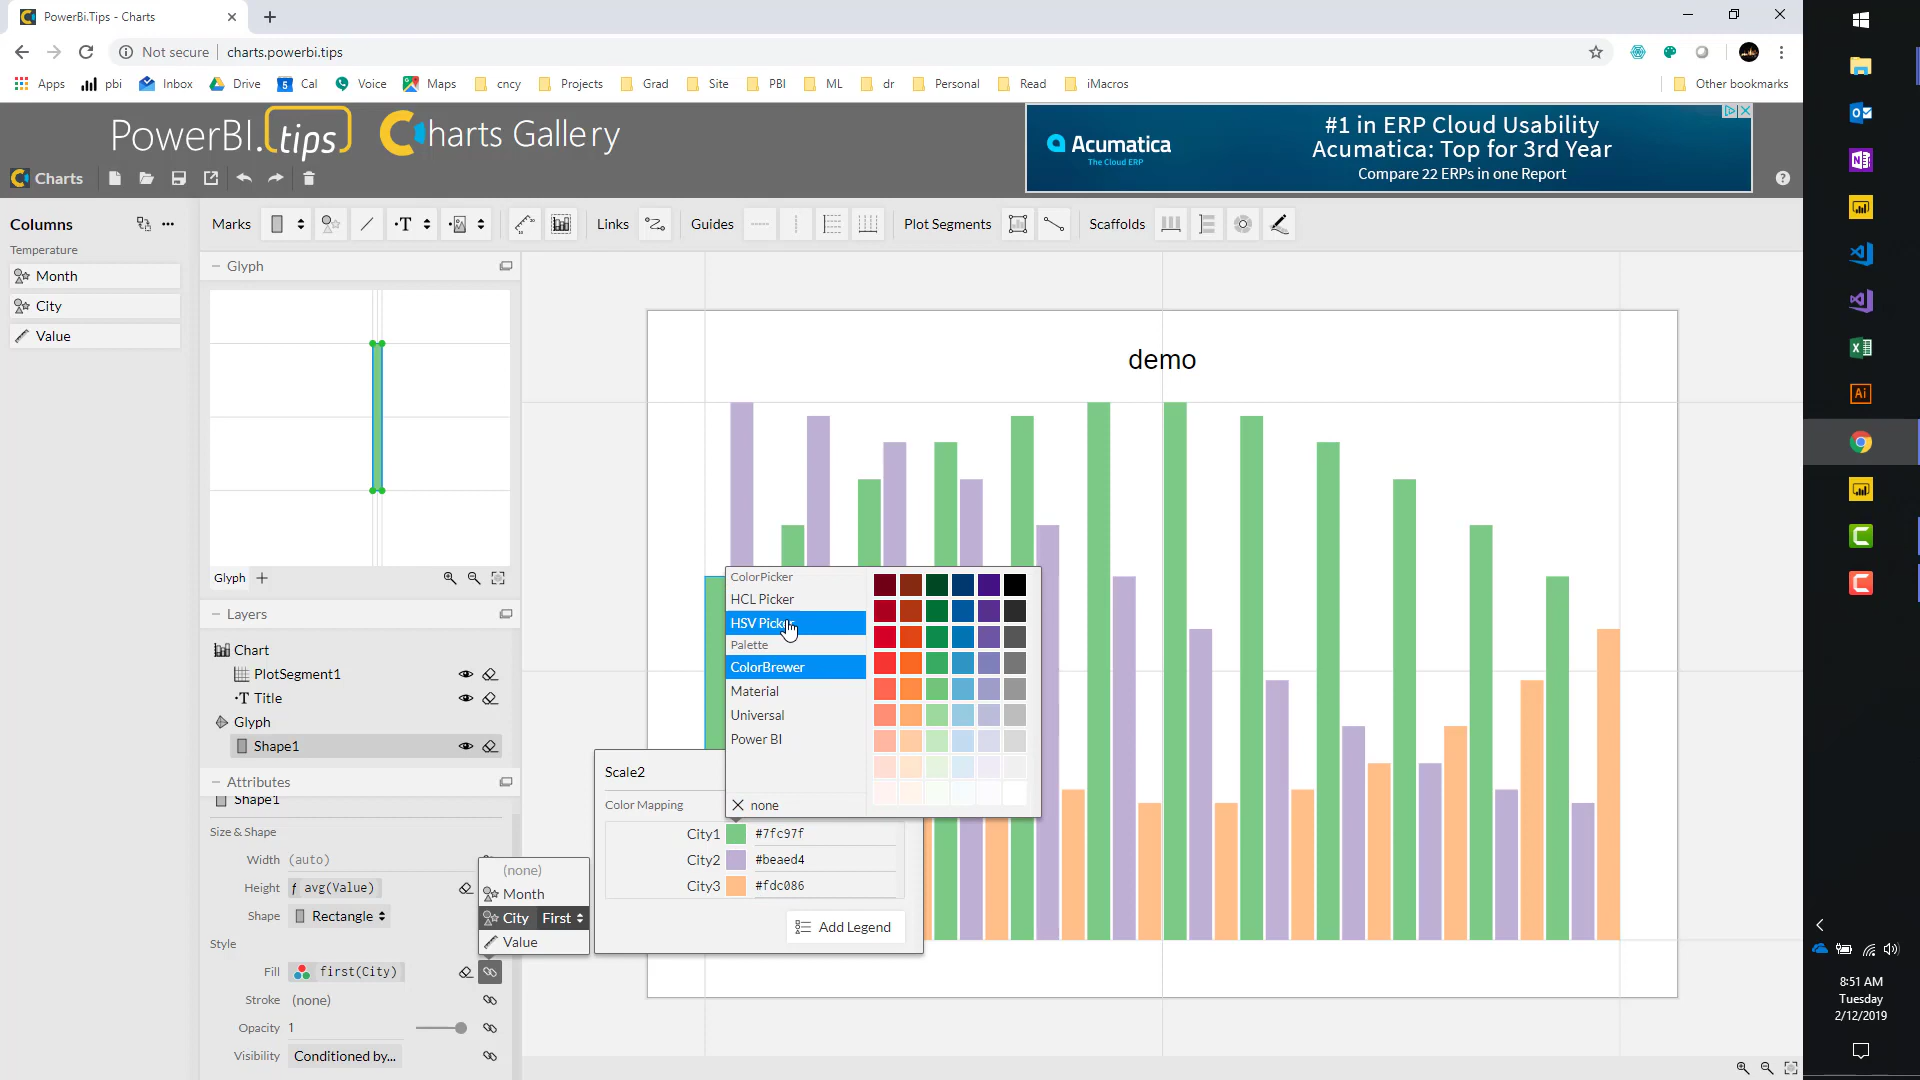 PowerBi.Tips - Charts
Not secure
charts.powerbi.tips
Apps
pbi
Inbox
Drive
5
Cal
Voice
Maps
cncy
Projects
Grad
Site
PBI
ML
dr
Personal
Read
iMacros
Other bookmarks
PowerBI.tips
Charts Gallery
Acumatica
The Cloud ERP
#1 in ERP Cloud Usability
Acumatica: Top for 3rd Year
Compare 22 ERPs in one Report
Charts
Columns
Marks
Links
Guides
Plot Segments
Scaffolds
Temperature
Month
City
Value
Glyph
demo
Glyph
Layers
Chart
PlotSegment1
Title
Glyph
Shape1
Attributes
Shape1
Size & Shape
Width (auto)
Height f avg(Value)
Shape Rectangle
Style
Fill first(City)
Stroke (none)
Opacity 1
Visibility Conditioned by...
(none)
Month
City First
Value
ColorPicker
HCL Picker
HSV Picker
Palette
ColorBrewer
Material
Universal
Power BI
none
Scale2
Color Mapping
City1 #7fc97f
City2 #beaed4
City3 #fdc086
Add Legend
Ai
8:51 AM
Tuesday
2/12/2019